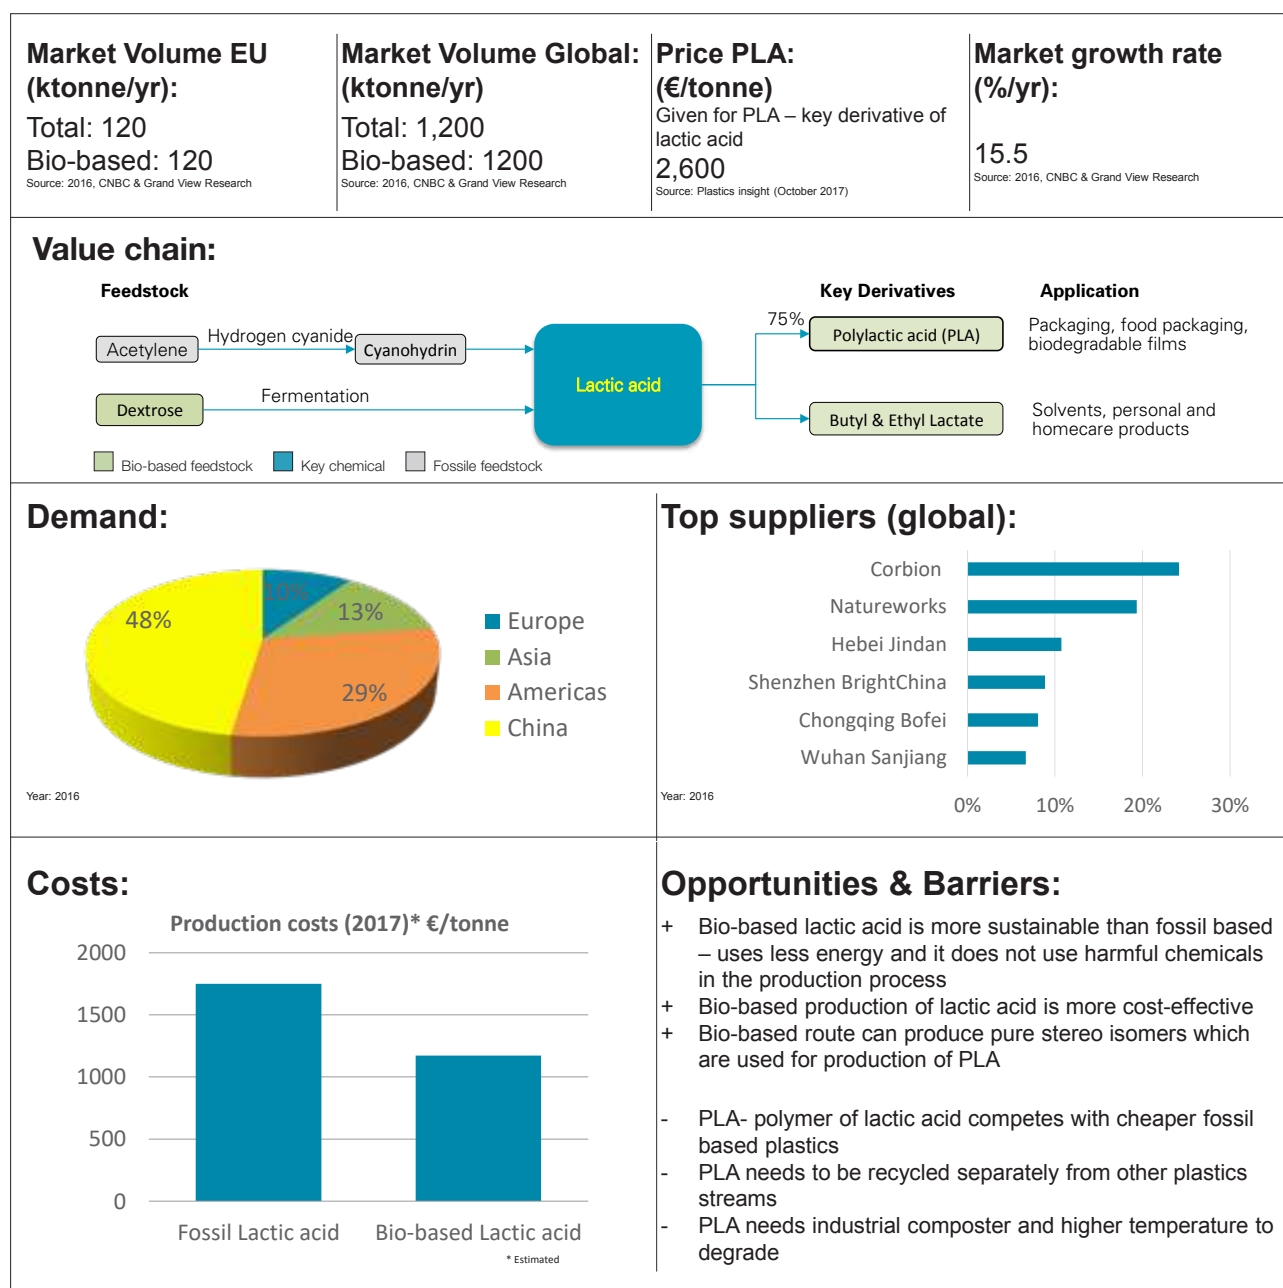 Market Volume EU
(ktonne/yr):
Total: 120
Bio-based: 120
Source: 2016, CNBC & Grand View Research
Market Volume Global:
(ktonne/yr)
Total: 1,200
Bio-based: 1200
Source: 2016, CNBC & Grand View Research
Price PLA:
(€/tonne)
Given for PLA – key derivative of
lactic acid
2,600
Source: Plastics insight (October 2017)
Market growth rate
(%/yr):
15.5
Source: 2016, CNBC & Grand View Research
Value chain:
Feedstock
Key Derivatives
Application
Acetylene
Hydrogen cyanide
Cyanohydrin
Dextrose
Fermentation
Lactic acid
75%
Polylactic acid (PLA)
Packaging, food packaging,
biodegradable films
Butyl & Ethyl Lactate
Solvents, personal and
homecare products
Bio-based feedstock
Key chemical
Fossile feedstock
Demand:
10%
13%
29%
48%
Europe
Asia
Americas
China
Year: 2016
Top suppliers (global):
Corbion
Natureworks
Hebei Jindan
Shenzhen BrightChina
Chongqing Bofei
Wuhan Sanjiang
0% 10% 20% 30%
Year: 2016
Costs:
Production costs (2017)* €/tonne
2000
1500
1000
500
0
Fossil Lactic acid
Bio-based Lactic acid
* Estimated
Opportunities & Barriers:
+ Bio-based lactic acid is more sustainable than fossil based
– uses less energy and it does not use harmful chemicals
in the production process
+ Bio-based production of lactic acid is more cost-effective
+ Bio-based route can produce pure stereo isomers which
are used for production of PLA
- PLA- polymer of lactic acid competes with cheaper fossil
based plastics
- PLA needs to be recycled separately from other plastics
streams
- PLA needs industrial composter and higher temperature to
degrade